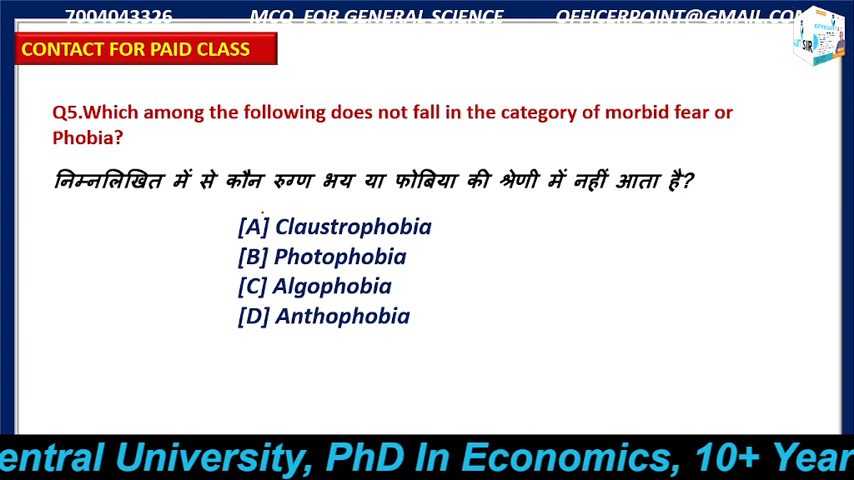 7004043326 MCQ FOR GENERAL SCIENCE OFFICERPOINT@GMAIL.COM
CONTACT FOR PAID CLASS
SIR
Q5.Which among the following does not fall in the category of morbid fear or
Phobia?
निम्नलिखित में से कौन रुग्ण भय या फोबिया की श्रेणी में नहीं आता है?
[A] Claustrophobia
[B] Photophobia
[C] Algophobia
[D] Anthophobia
entral University, PhD In Economics, 10+ Year